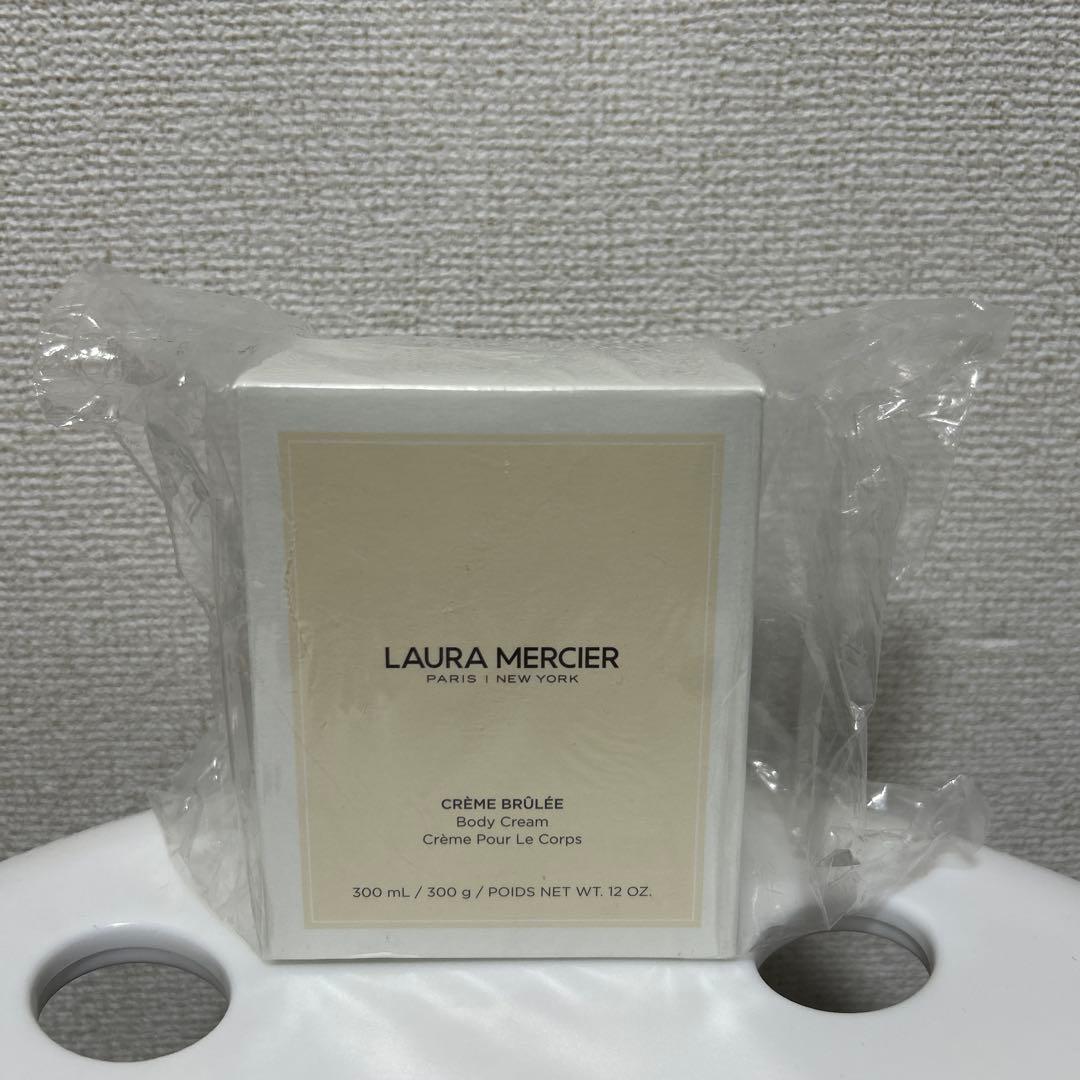 LAURA MERCIER
PARIS | NEW YORK
CRÈME BRÛLÉE
Body Cream
Crème Pour Le Corps
300 mL / 300 g / POIDS NET WT. 12 OZ.